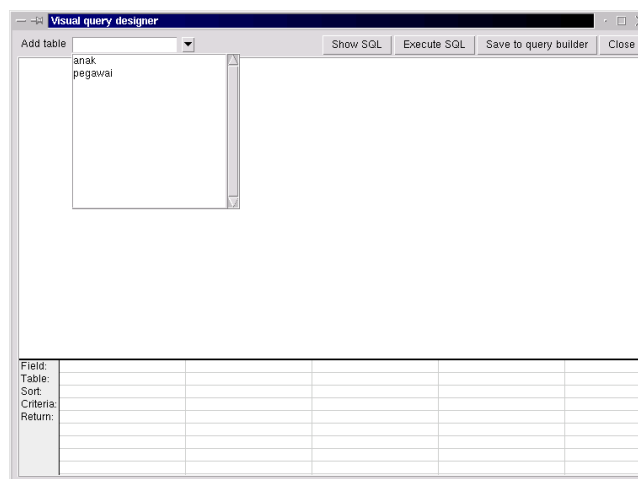 Visual query designer
Add table
Show SQL
Execute SQL
Save to query builder
Close
anak
pegawai
Field:
Table:
Sort:
Criteria:
Return: